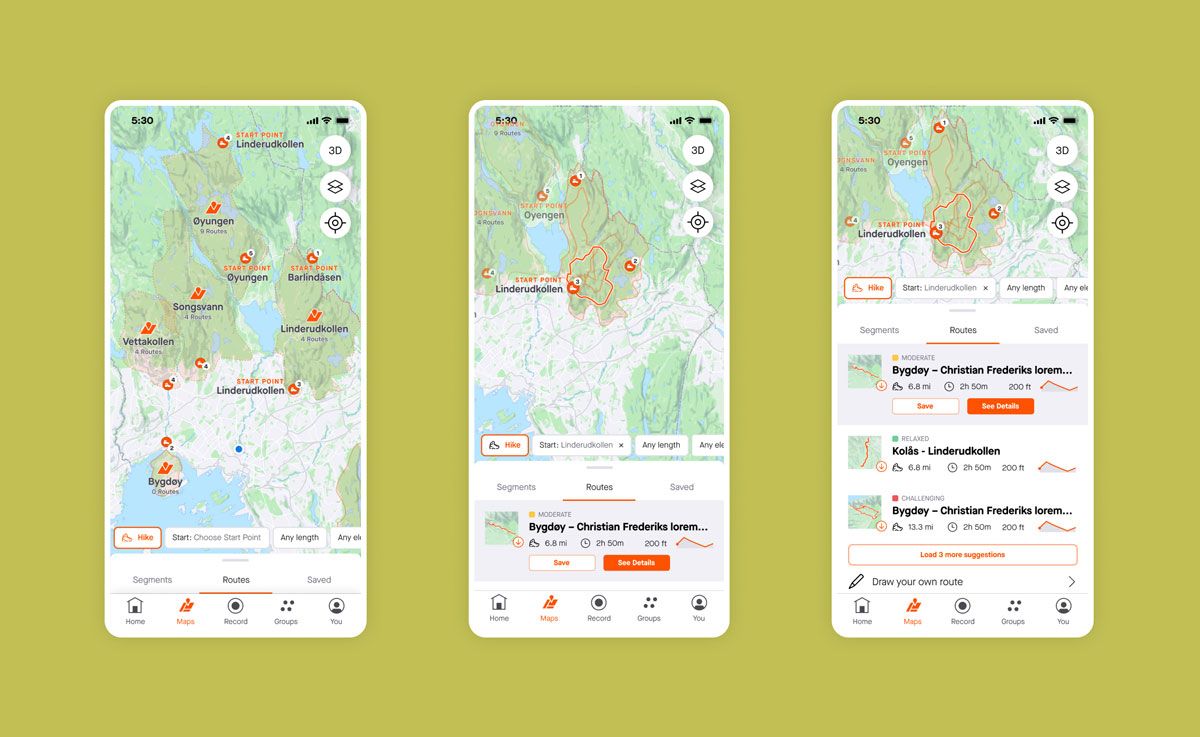 5:30
4
START POINT
Linderudkollen
3D
Øyungen
9 Routes
5
START POINT
Øyungen
1
START POINT
Barlindåsen
Songsvann
4 Routes
Linderudkollen
4 Routes
Vettakollen
4 Routes
4
4
START POINT
Linderudkollen
3
2
Bygdøy
0 Routes
Hike
Start: Choose Start Point
Any length
Any ele
Segments
Routes
Saved
Home
Maps
Record
Groups
You
5:30
9 Routes
3D
1
5
START POINT
Oyengen
OGNSVANN
4 Routes
2
4
START POINT
Linderudkollen
3
Hike
Start: Linderudkollen ×
Any length
Any ele
Segments
Routes
Saved
MODERATE
Bygdøy – Christian Frederiks lorem...
6.8 mi
2h 50m
200 ft
Save
See Details
Home
Maps
Record
Groups
You
5:30
1
5
3D
START POINT
Oyengen
ONGSVANN
4 Routes
2
4
START POINT
Linderudkollen
3
Hike
Start: Linderudkollen ×
Any length
Any ele
Segments
Routes
Saved
MODERATE
Bygdøy – Christian Frederiks lorem...
6.8 mi
2h 50m
200 ft
Save
See Details
RELAXED
Kolås - Linderudkollen
6.8 mi
2h 50m
200 ft
CHALLENGING
Bygdøy – Christian Frederiks lorem...
13.3 mi
2h 50m
200 ft
Load 3 more suggestions
Draw your own route
Home
Maps
Record
Groups
You